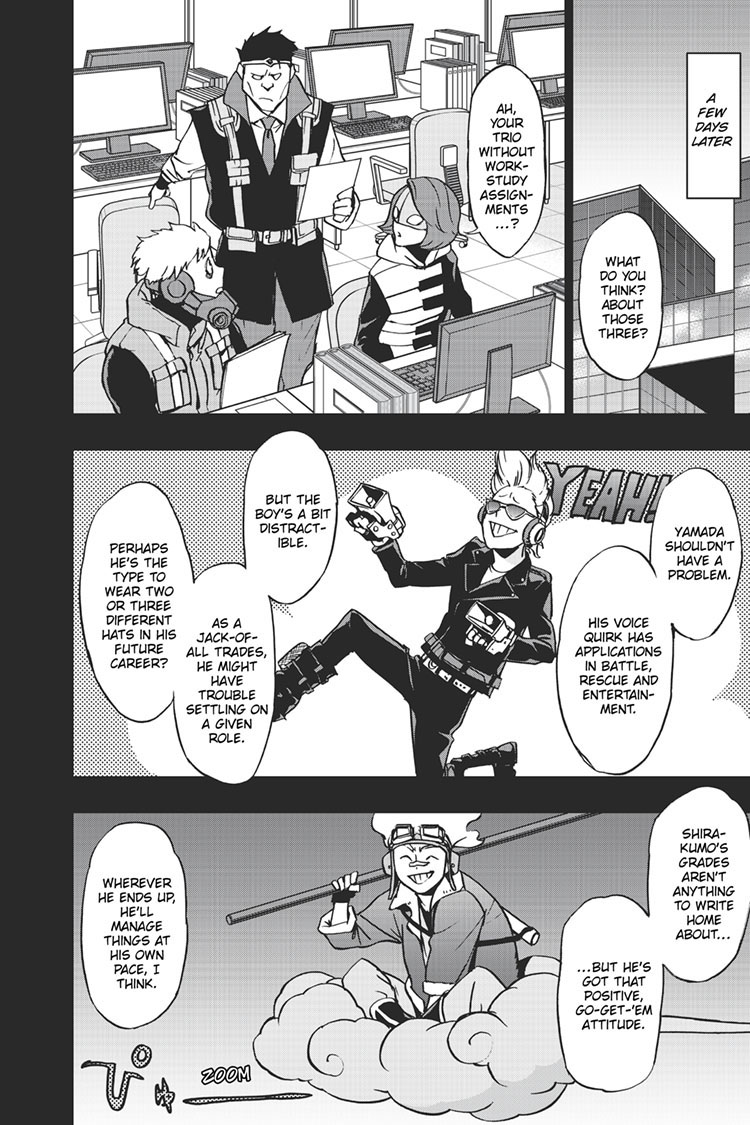 A
FEW
DAYS
LATER
WHAT
DO YOU
THINK?
ABOUT
THOSE
THREE?
AH,
YOUR
TRIO
WITHOUT
WORK-
STUDY
ASSIGN-
MENTS
...?
YEAH!
YAMADA
SHOULDN'T
HAVE A
PROBLEM.
HIS VOICE
QUIRK HAS
APPLICATIONS
IN BATTLE,
RESCUE AND
ENTERTAIN-
MENT.
BUT THE
BOY'S A BIT
DISTRACT-
IBLE.
AS A
JACK-OF-
ALL TRADES,
HE MIGHT
HAVE
TROUBLE
SETTLING ON
A GIVEN
ROLE.
PERHAPS
HE'S THE
TYPE TO
WEAR TWO
OR THREE
DIFFERENT
HATS IN HIS
FUTURE
CAREER?
SHIRA-
KUMO'S
GRADES
AREN'T
ANYTHING
TO WRITE
HOME
ABOUT...
...BUT HE'S
GOT THAT
POSITIVE,
GO-GET-'EM
ATTITUDE.
WHEREVER
HE ENDS UP,
HE'LL
MANAGE
THINGS AT
HIS OWN
PACE, I
THINK.
ぴゅー
ZOOM